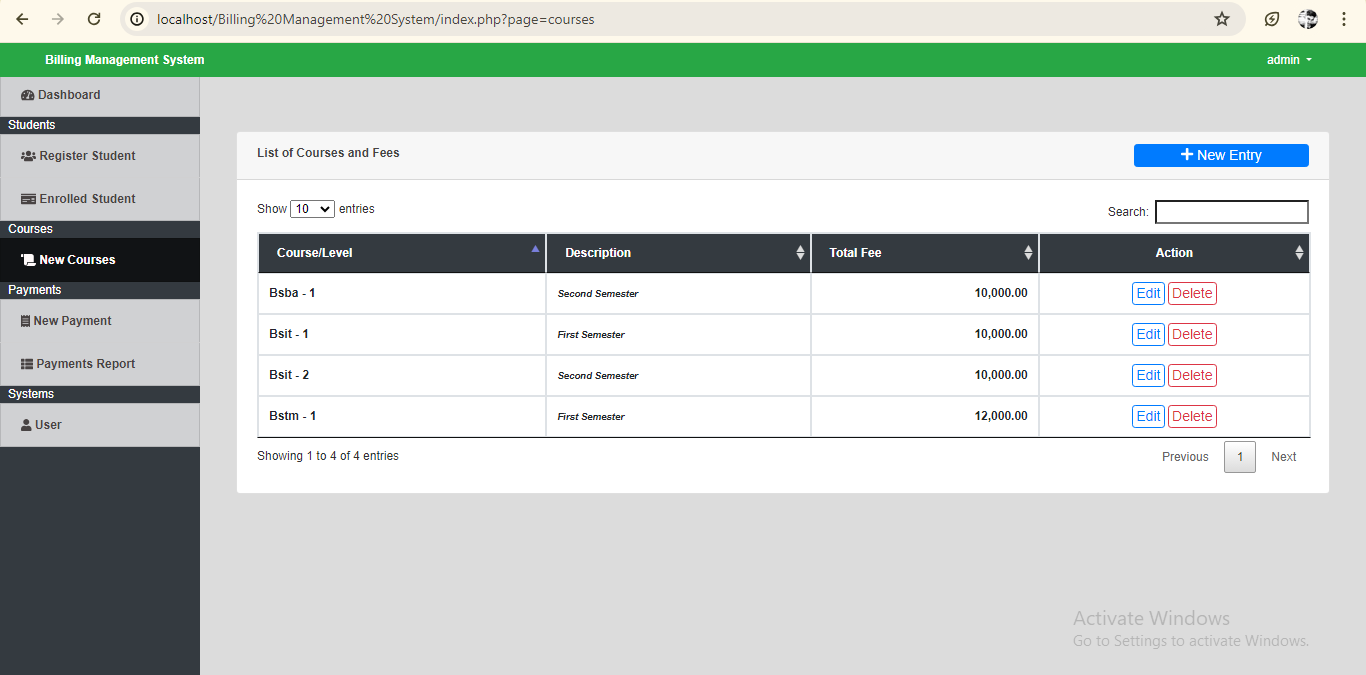 localhost/Billing%20Management%20System/index.php?page=courses
Billing Management System
admin
Dashboard
Students
Register Student
Enrolled Student
Courses
New Courses
Payments
New Payment
Payments Report
Systems
User
List of Courses and Fees
New Entry
Show 10 entries
Search:
Course/Level Description Total Fee Action
Bsba - 1 Second Semester 10,000.00 Edit Delete
Bsit - 1 First Semester 10,000.00 Edit Delete
Bsit - 2 Second Semester 10,000.00 Edit Delete
Bstm - 1 First Semester 12,000.00 Edit Delete
Showing 1 to 4 of 4 entries
Previous 1 Next
Activate Windows
Go to Settings to activate Windows.